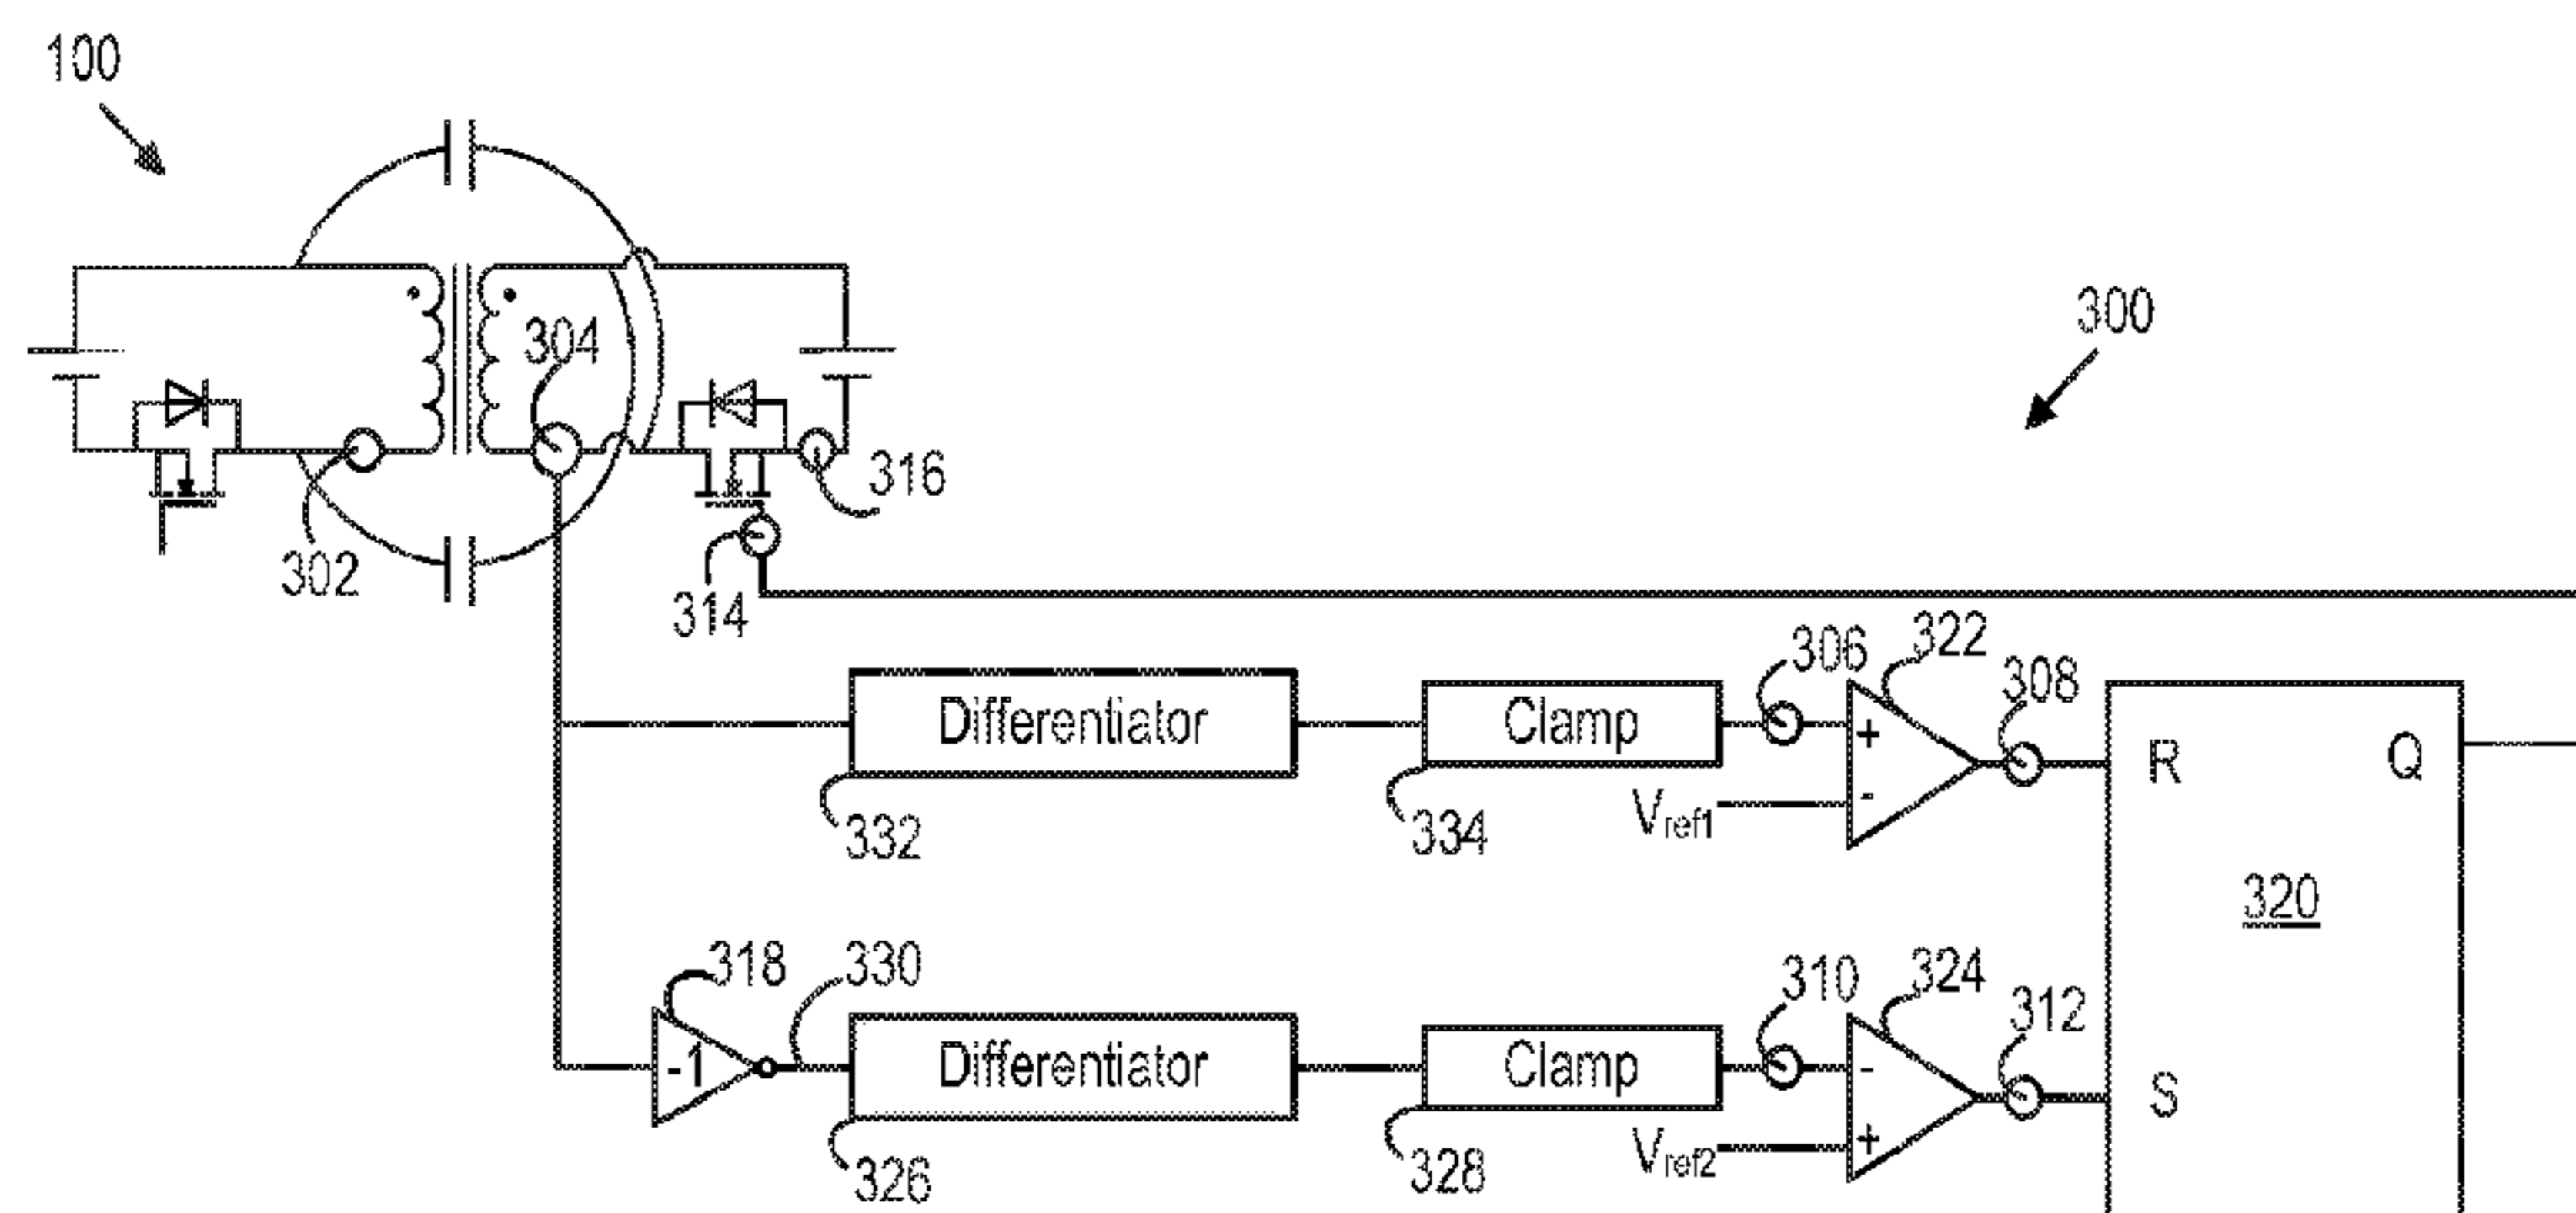 100
304
300
316
302
314
306
322
308
Differentiator
Clamp
+
-
R
Q
332
334
Vref1
320
318
330
310
324
312
-1
Differentiator
Clamp
-
+
S
326
328
Vref2